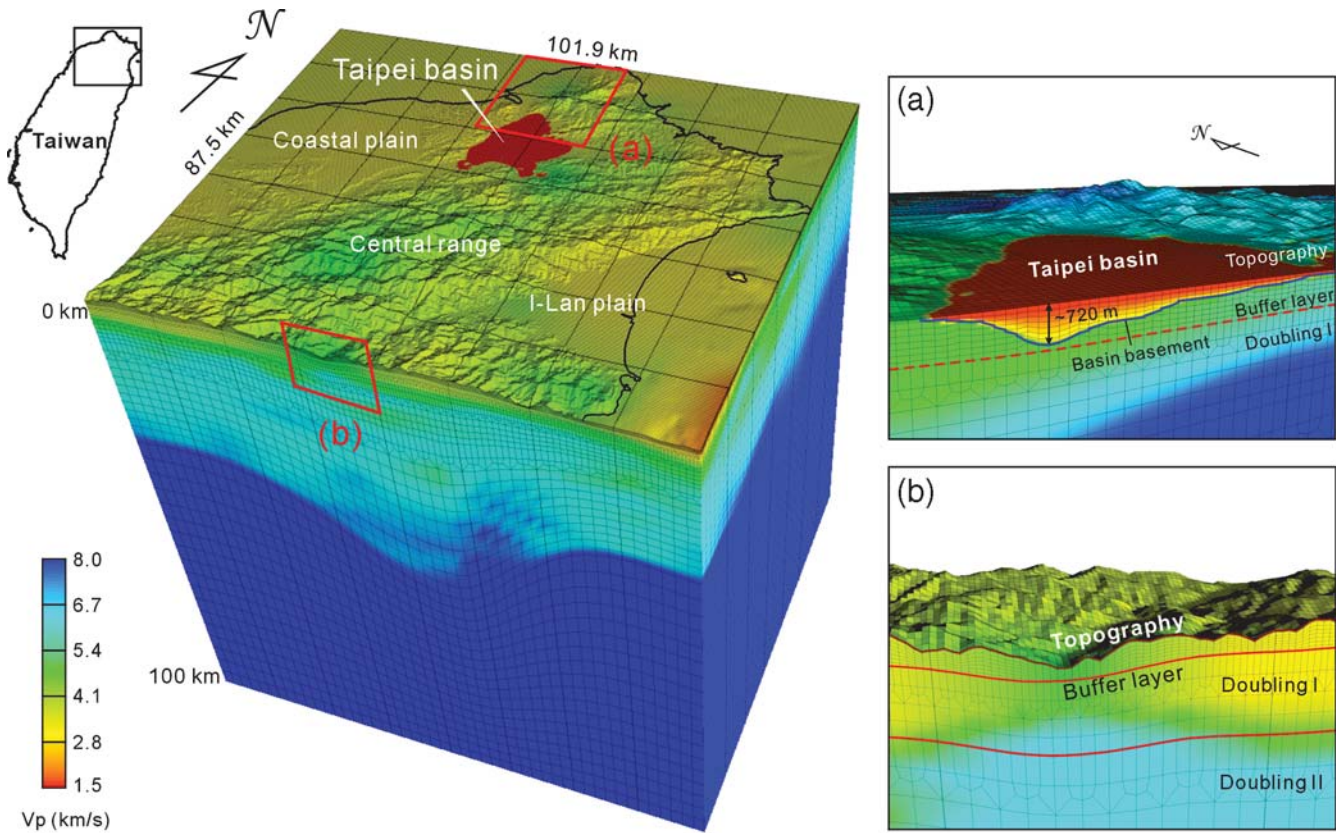 N
Taiwan
101.9 km
87.5 km
Taipei basin
Coastal plain
(a)
Central range
I-Lan plain
0 km
(b)
100 km
8.0
6.7
5.4
4.1
2.8
1.5
Vp (km/s)
(a)
N
Taipei basin
Topography
~720 m
Buffer layer
Doubling I
Basin basement
(b)
Topography
Buffer layer
Doubling I
Doubling II